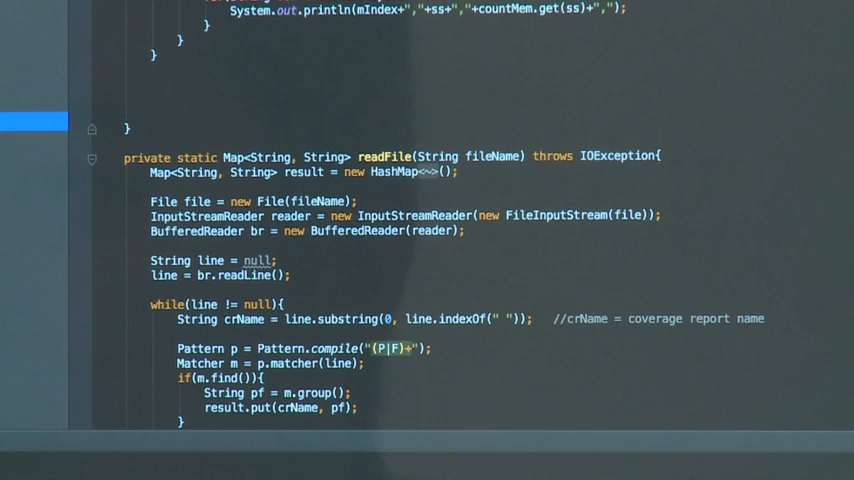 System.out.println(mIndex+","+ss+","+countMem.get(ss)+",");
}
}
}
}
private static Map<String, String> readFile(String fileName) throws IOException{
Map<String, String> result = new HashMap<~>();
File file = new File(fileName);
InputStreamReader reader = new InputStreamReader(new FileInputStream(file));
BufferedReader br = new BufferedReader(reader);
String line = null;
line = br.readLine();
while(line != null){
String crName = line.substring(0, line.indexOf(" "));   //crName = coverage report name
Pattern p = Pattern.compile("(P|F)+");
Matcher m = p.matcher(line);
if(m.find()){
String pf = m.group();
result.put(crName, pf);
}